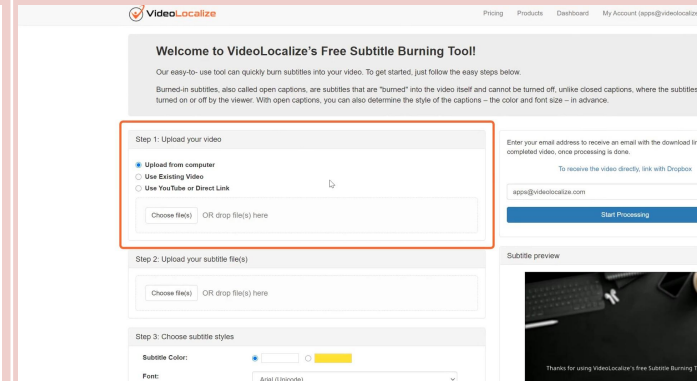 VideoLocalize
Pricing Products Dashboard My Account (apps@videolocalize
Welcome to VideoLocalize's Free Subtitle Burning Tool!
Our easy-to- use tool can quickly burn subtitles into your video. To get started, just follow the easy steps below.
Burned-in subtitles, also called open captions, are subtitles that are "burned" into the video itself and cannot be turned off, unlike closed captions, where the subtitles
turned on or off by the viewer. With open captions, you can also determine the style of the captions – the color and font size – in advance.
Step 1: Upload your video
Upload from computer
Use Existing Video
Use YouTube or Direct Link
Choose file(s) OR drop file(s) here
Step 2: Upload your subtitle file(s)
Choose file(s) OR drop file(s) here
Step 3: Choose subtitle styles
Subtitle Color:
Font:
Arial (Unicode)
Enter your email address to receive an email with the download lin
completed video, once processing is done.
To receive the video directly, link with Dropbox
apps@videolocalize.com
Start Processing
Subtitle preview
Thanks for using VideoLocalize's free Subtitle Burning T